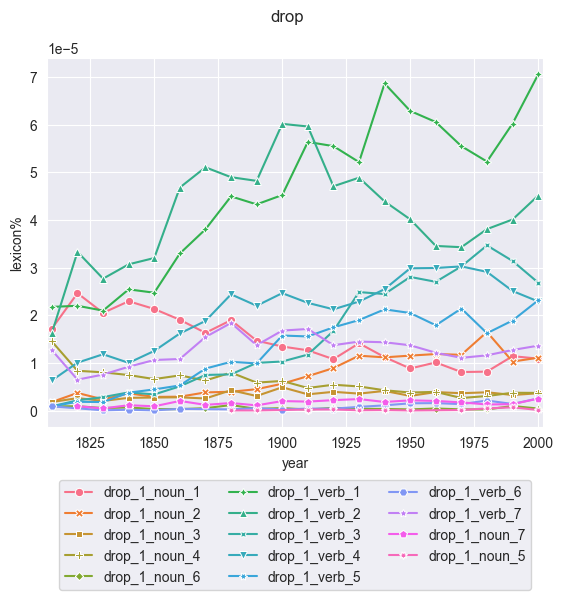 drop
1e−5
7
6
5
4
3
2
1
0
lexicon%
1825 1850 1875 1900 1925 1950 1975 2000
year
drop_1_noun_1 drop_1_verb_1 drop_1_verb_6
drop_1_noun_2 drop_1_verb_2 drop_1_verb_7
drop_1_noun_3 drop_1_verb_3 drop_1_noun_7
drop_1_noun_4 drop_1_verb_4 drop_1_noun_5
drop_1_noun_6 drop_1_verb_5